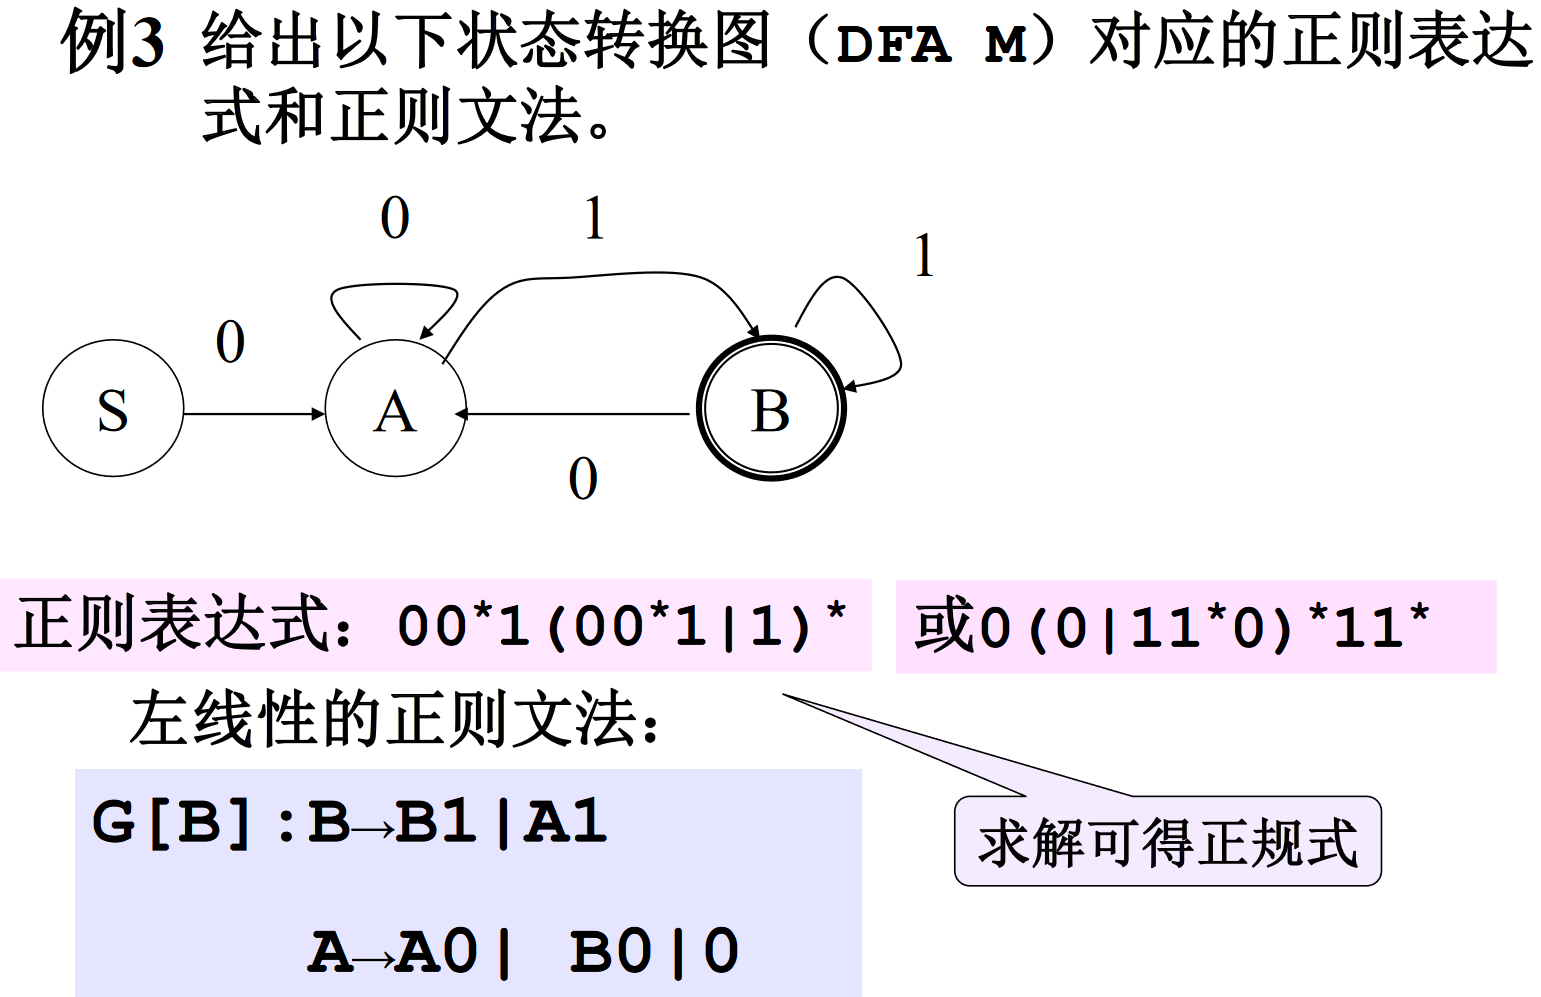 例3 给出以下状态转换图（DFA M）对应的正则表达
式和正则文法。
0
1
1
0
S
A
B
0
正则表达式：00*1(00*1|1)*
或0(0|11*0)*11*
左线性的正则文法：
G[B]:B→B1|A1
求解可得正规式
A→A0| B0|0